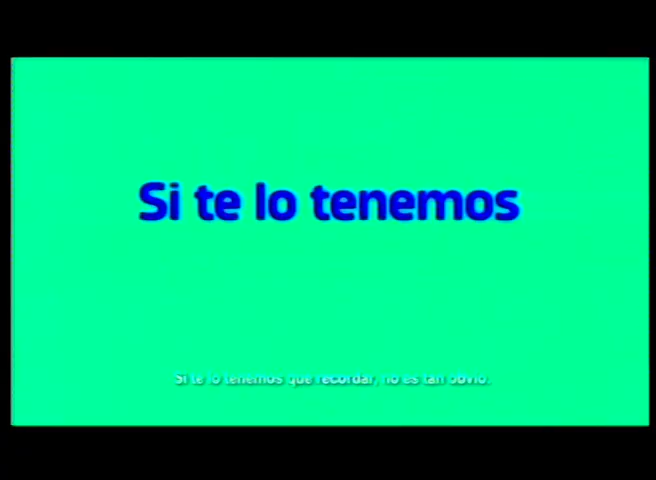 Si te lo tenemos
Si te lo tenemos que recordar, no es tan obvio.